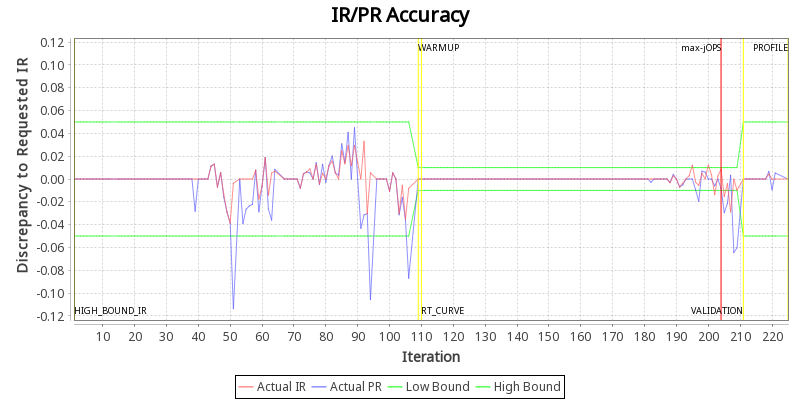 IR/PR Accuracy
Discrepancy to Requested IR
0.12
0.10
0.08
0.06
0.04
0.02
0.00
-0.02
-0.04
-0.06
-0.08
-0.10
-0.12
WARMUP
max-jOPS
PROFILE
HIGH_BOUND_IR
RT_CURVE
VALIDATION
10 20 30 40 50 60 70 80 90 100 110 120 130 140 150 160 170 180 190 200 210 220
Iteration
Actual IR Actual PR Low Bound High Bound